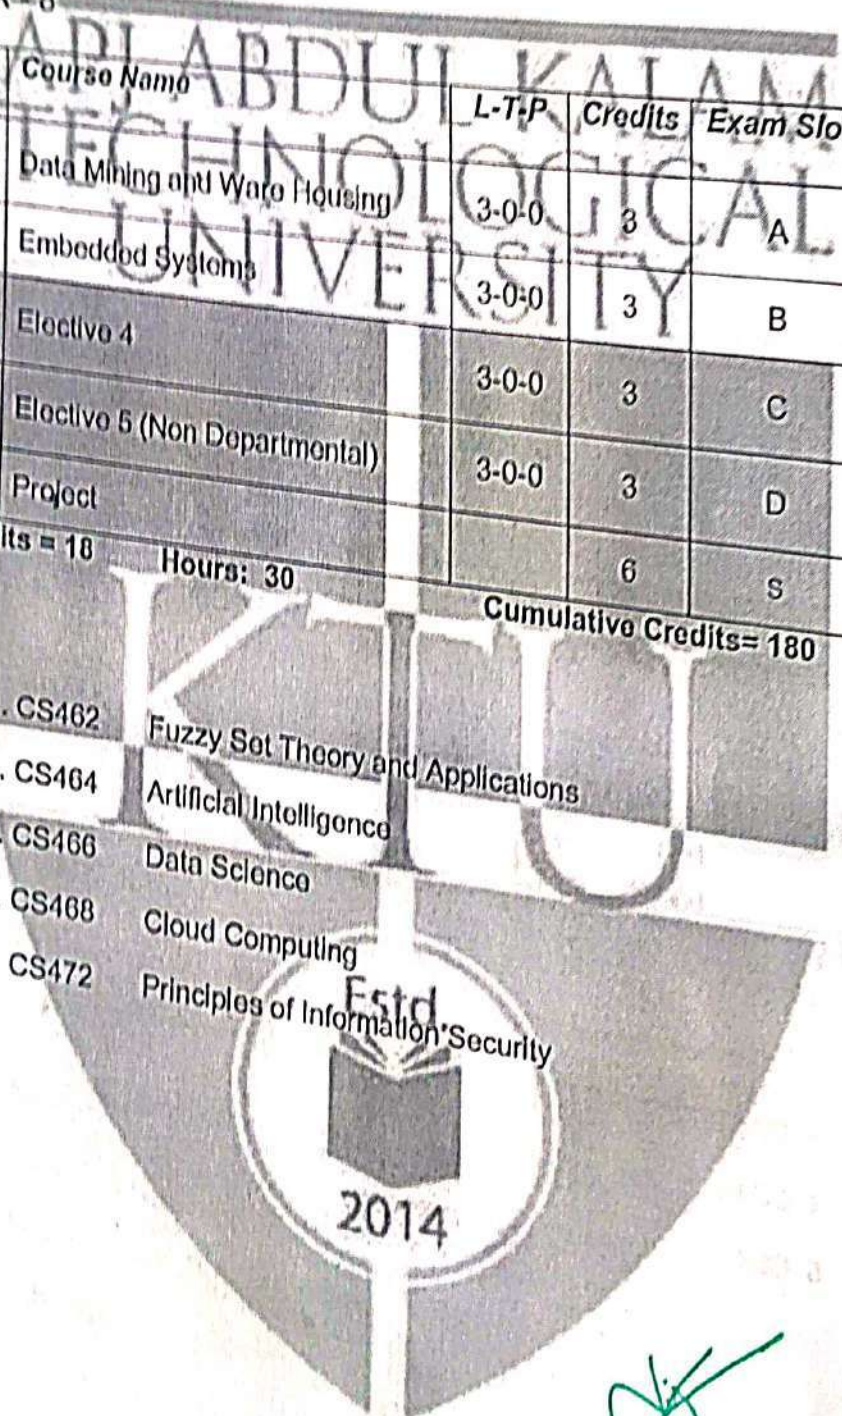 APJ ABDUL KALAM
TECHNOLOGICAL
UNIVERSITY
Course Name L-T-P Credits Exam Slo
Data Mining and Ware Housing 3-0-0 3 A
Embedded Systems 3-0-0 3 B
Elective 4 3-0-0 3 C
Elective 5 (Non Departmental) 3-0-0 3 D
Project 6 S
its = 18 Hours: 30 Cumulative Credits= 180
KTU
. CS462 Fuzzy Set Theory and Applications
. CS464 Artificial Intelligence
. CS466 Data Science
CS468 Cloud Computing
CS472 Principles of Information Security
Estd.
2014